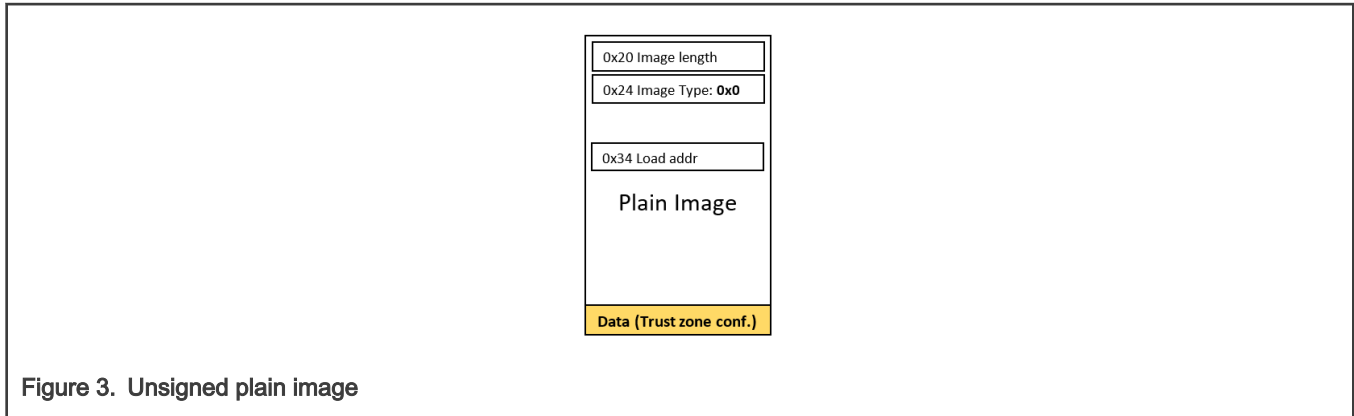 0x20 Image length
0x24 Image Type: 0x0
0x34 Load addr
Plain Image
Data (Trust zone conf.)
Figure 3. Unsigned plain image